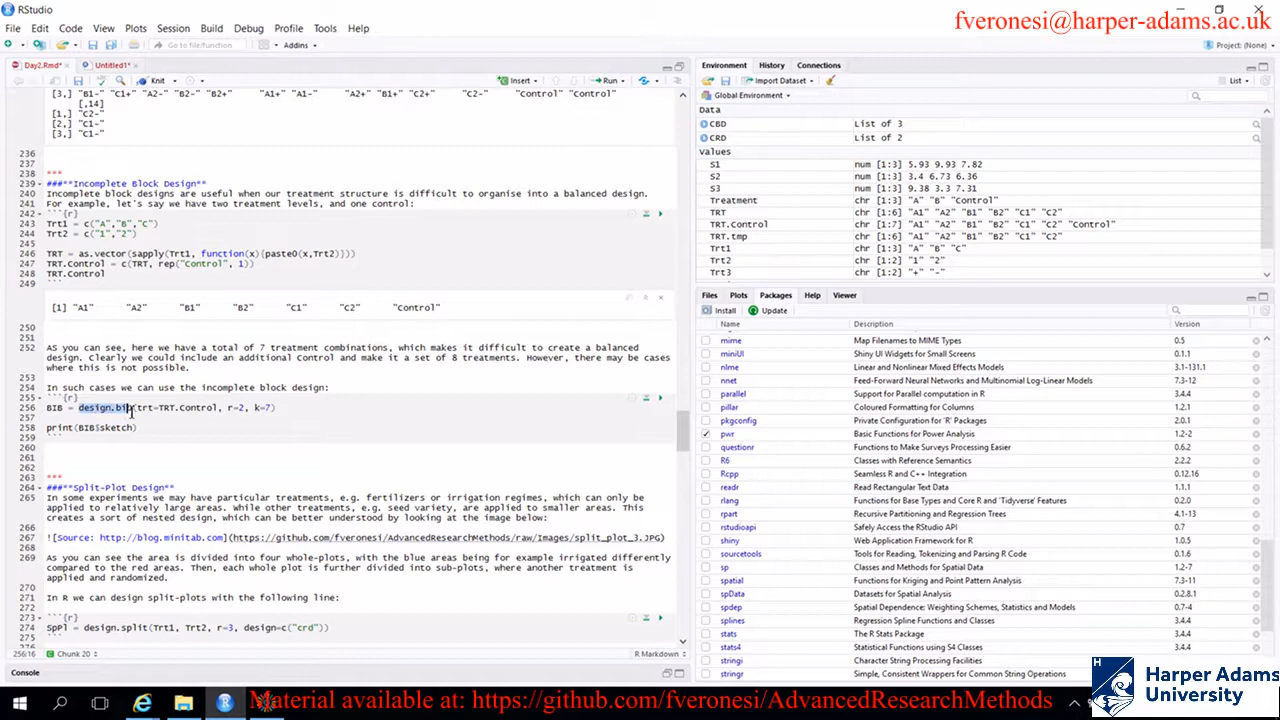 RStudio
fveronesi@harper-adams.ac.uk
File Edit Code View Plots Session Build Debug Profile Tools Help
Go to file/function Addins
Project: (None)
Day2.Rmd* Untitled1*
Knit Insert Run
[3,] "B1-" "C1+" "A2-" "B2-" "B2+" "A1+" "A1-" "A2+" "B1+" "C2+" "C2-" "Control" "Control"
[,14]
[1,] "C2-"
[2,] "C1-"
[3,] "C1-"
236
237
238 ***
239 ###**Incomplete Block Design**
240 Incomplete block designs are useful when our treatment structure is difficult to organise into a balanced design.
241 For example, let's say we have two treatment levels, and one control:
242 ```{r}
243 Trt1 = c("A","B","C")
244 Trt2 = c("1","2")
245
246 TRT = as.vector(sapply(Trt1, function(x){paste0(x,Trt2)}))
247 TRT.Control = c(TRT, rep("Control", 1))
248 TRT.Control
249 ```
[1] "A1" "A2" "B1" "B2" "C1" "C2" "Control"
250
251
252 As you can see, here we have a total of 7 treatment combinations, which makes it difficult to create a balanced
design. Clearly we could include an additional Control and make it a set of 8 treatments. However, there may be cases
where this is not possible.
253
254 In such cases we can use the incomplete block design:
255 ```{r}
256 BIB = design.bib(trt=TRT.Control, r=2, k=7)
257
258 print(BIB$sketch)
259 ```
260
261
262
263 ***
264 ###**Split-Plot Design**
265 In some experiments we may have particular treatments, e.g. fertilizers or irrigation regimes, which can only be
applied to relatively large areas. While other treatments, e.g. seed variety, are applied to smaller areas. This
creates a sort of nested design, which can be better understood by looking at the image below:
266
267 ![Source: http://blog.minitab.com](https://github.com/fveronesi/AdvancedResearchMethods/raw/Images/split_plot_3.JPG)
268
269 As you can see the area is divided into four whole-plots, with the blue areas being for example irrigated differently
compared to the red areas. Then, each whole plot is further divided into sub-plots, where another treatment is
applied and randomized.
270
271 In R we can design split-plots with the following line:
272
273 ```{r}
274 SpPl = design.split(Trt1, Trt2, r=3, design=c("crd"))
275
256:16 Chunk 20 R Markdown
Console
Environment History Connections
Import Dataset List
Global Environment
Data
CBD List of 3
CRD List of 2
Values
S1 num [1:3] 5.93 9.93 7.82
S2 num [1:3] 3.4 6.73 6.36
S3 num [1:3] 9.38 3.3 7.31
Treatment chr [1:3] "A" "B" "Control"
TRT chr [1:6] "A1" "A2" "B1" "B2" "C1" "C2"
TRT.Control chr [1:7] "A1" "A2" "B1" "B2" "C1" "C2" "Control"
TRT.tmp chr [1:6] "A1" "A2" "B1" "B2" "C1" "C2"
Trt1 chr [1:3] "A" "B" "C"
Trt2 chr [1:2] "1" "2"
Trt3 chr [1:2] "+" "-"
Files Plots Packages Help Viewer
Install Update
Name Description Version
mime Map Filenames to MIME Types 0.5
miniUI Shiny UI Widgets for Small Screens 0.1.1
nlme Linear and Nonlinear Mixed Effects Models 3.1-131.1
nnet Feed-Forward Neural Networks and Multinomial Log-Linear Models 7.3-12
parallel Support for Parallel computation in R 3.4.4
pillar Coloured Formatting for Columns 1.2.1
pkgconfig Private Configuration for 'R' Packages 2.0.1
pwr Basic Functions for Power Analysis 1.2-2
questionr Functions to Make Surveys Processing Easier 0.6.2
R6 Classes with Reference Semantics 2.2.2
Rcpp Seamless R and C++ Integration 0.12.16
readr Read Rectangular Text Data 1.1.1
rlang Functions for Base Types and Core R and 'Tidyverse' Features 0.2.0
rpart Recursive Partitioning and Regression Trees 4.1-13
rstudioapi Safely Access the RStudio API 0.7
shiny Web Application Framework for R 1.0.5
sourcetools Tools for Reading, Tokenizing and Parsing R Code 0.1.6
sp Classes and Methods for Spatial Data 1.2-7
spatial Functions for Kriging and Point Pattern Analysis 7.3-11
spData Datasets for Spatial Analysis 0.2.8.1
spdep Spatial Dependence: Weighting Schemes, Statistics and Models 0.7-4
splines Regression Spline Functions and Classes 3.4.4
stats The R Stats Package 3.4.4
stats4 Statistical Functions using S4 Classes 3.4.4
stringi Character String Processing Facilities
stringr Simple, Consistent Wrappers for Common String Operations
Harper Adams
University
Material available at: https://github.com/fveronesi/AdvancedResearchMethods